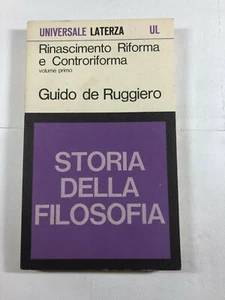 UNIVERSALE LATERZA UL
Rinascimento Riforma
e Controriforma
volume primo
Guido de Ruggiero
STORIA
DELLA
FILOSOFIA